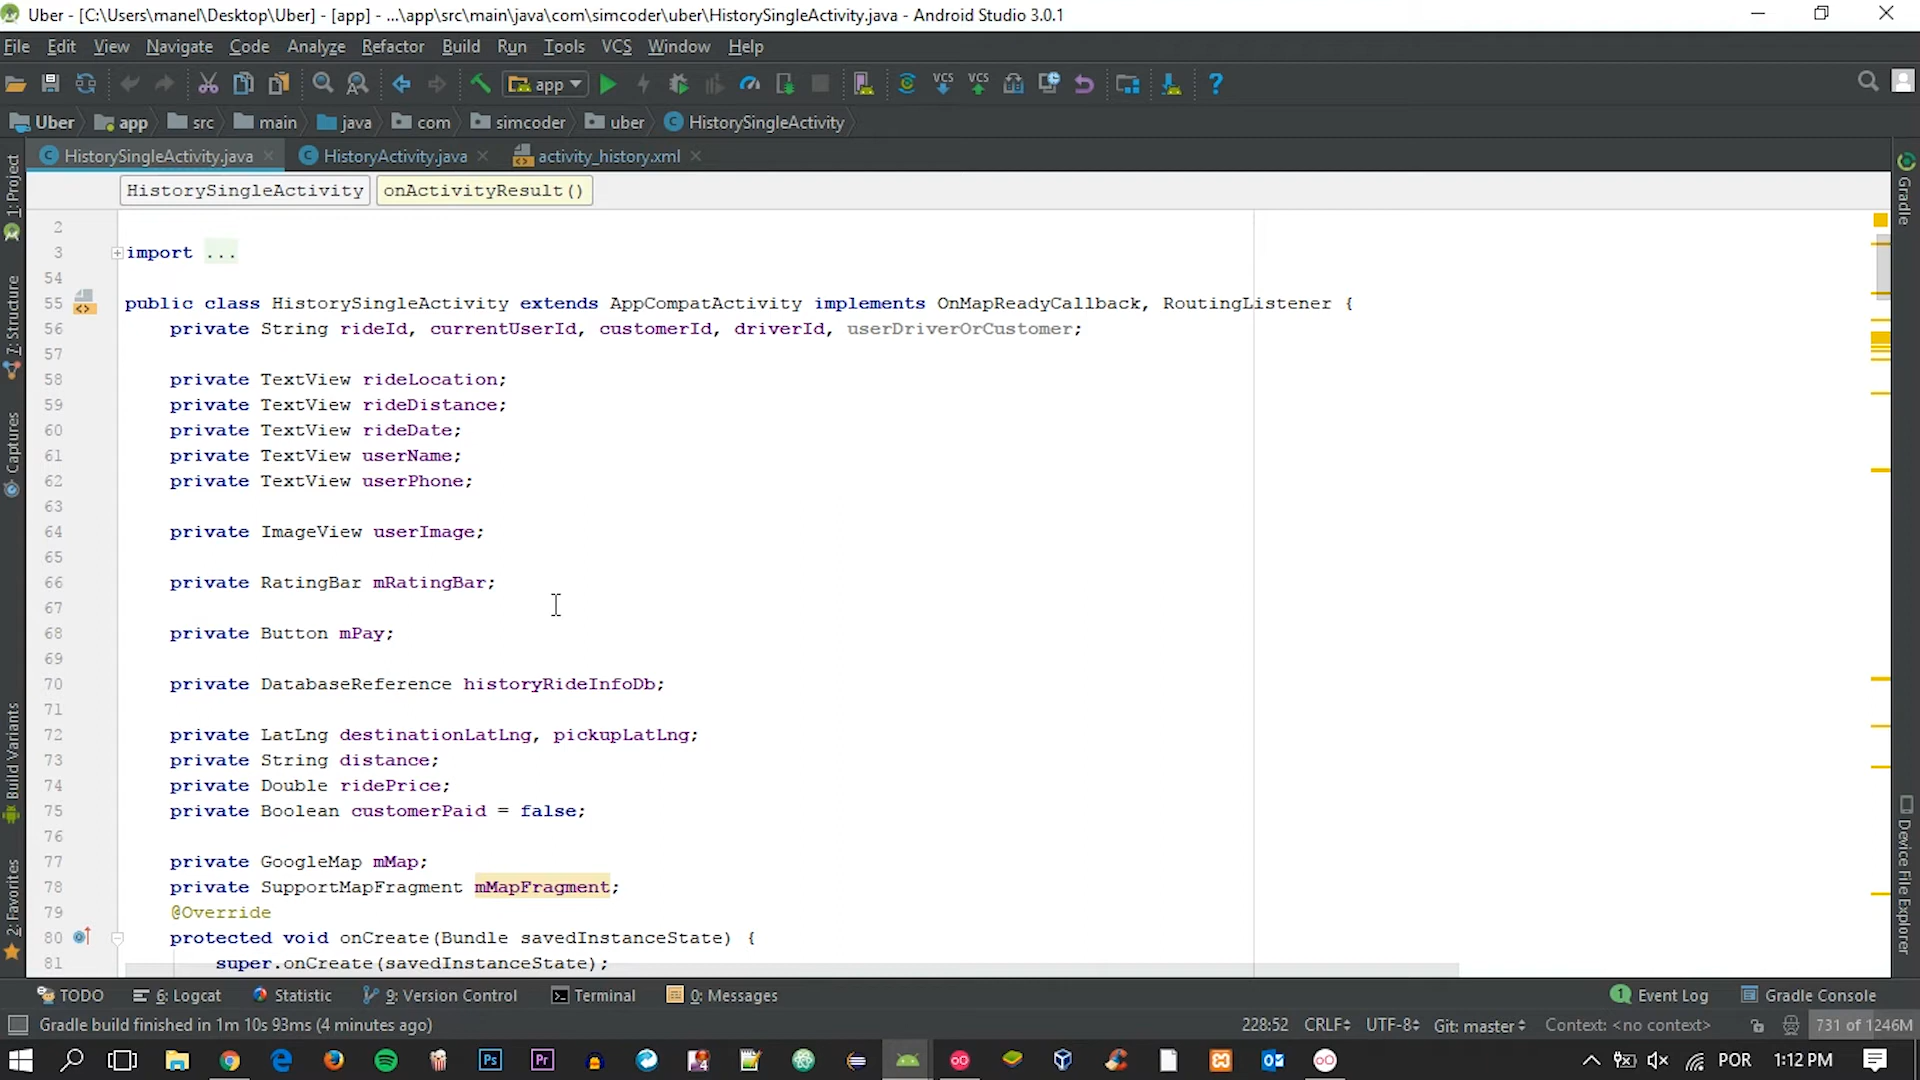 Uber - [C:\Users\manel\Desktop\Uber] - [app] - ...\app\src\main\java\com\simcoder\uber\HistorySingleActivity.java - Android Studio 3.0.1
File Edit View Navigate Code Analyze Refactor Build Run Tools VCS Window Help
app VCS VCS ?
Uber app src main java com simcoder uber HistorySingleActivity
HistorySingleActivity.java HistoryActivity.java activity_history.xml
HistorySingleActivity onActivityResult()
1: Project
7: Structure
Captures
Build Variants
2: Favorites
2
3 import ...
54
55 public class HistorySingleActivity extends AppCompatActivity implements OnMapReadyCallback, RoutingListener {
56 private String rideId, currentUserId, customerId, driverId, userDriverOrCustomer;
57
58 private TextView rideLocation;
59 private TextView rideDistance;
60 private TextView rideDate;
61 private TextView userName;
62 private TextView userPhone;
63
64 private ImageView userImage;
65
66 private RatingBar mRatingBar;
67
68 private Button mPay;
69
70 private DatabaseReference historyRideInfoDb;
71
72 private LatLng destinationLatLng, pickupLatLng;
73 private String distance;
74 private Double ridePrice;
75 private Boolean customerPaid = false;
76
77 private GoogleMap mMap;
78 private SupportMapFragment mMapFragment;
79 @Override
80 protected void onCreate(Bundle savedInstanceState) {
81 super.onCreate(savedInstanceState);
Gradle
Device File Explorer
TODO 6: Logcat Statistic 9: Version Control Terminal 0: Messages 1 Event Log Gradle Console
Gradle build finished in 1m 10s 93ms (4 minutes ago) 228:52 CRLF UTF-8 Git: master Context: <no context> 731 of 1246M
Ps Pr POR 1:12 PM